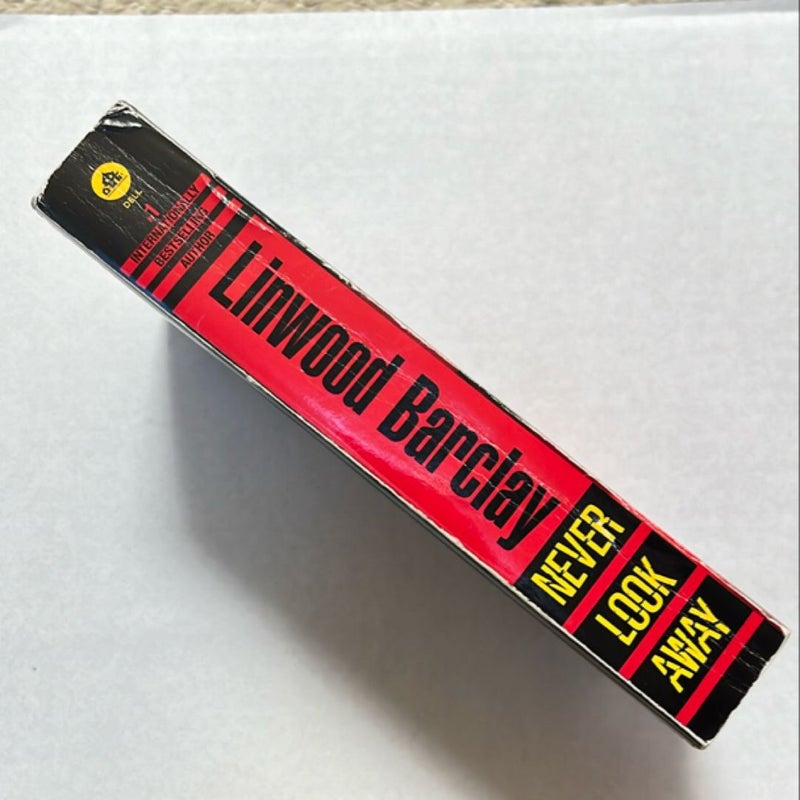 DELL
#1
INTERNATIONALLY
BESTSELLING
AUTHOR
Linwood Barclay
NEVER
LOOK
AWAY